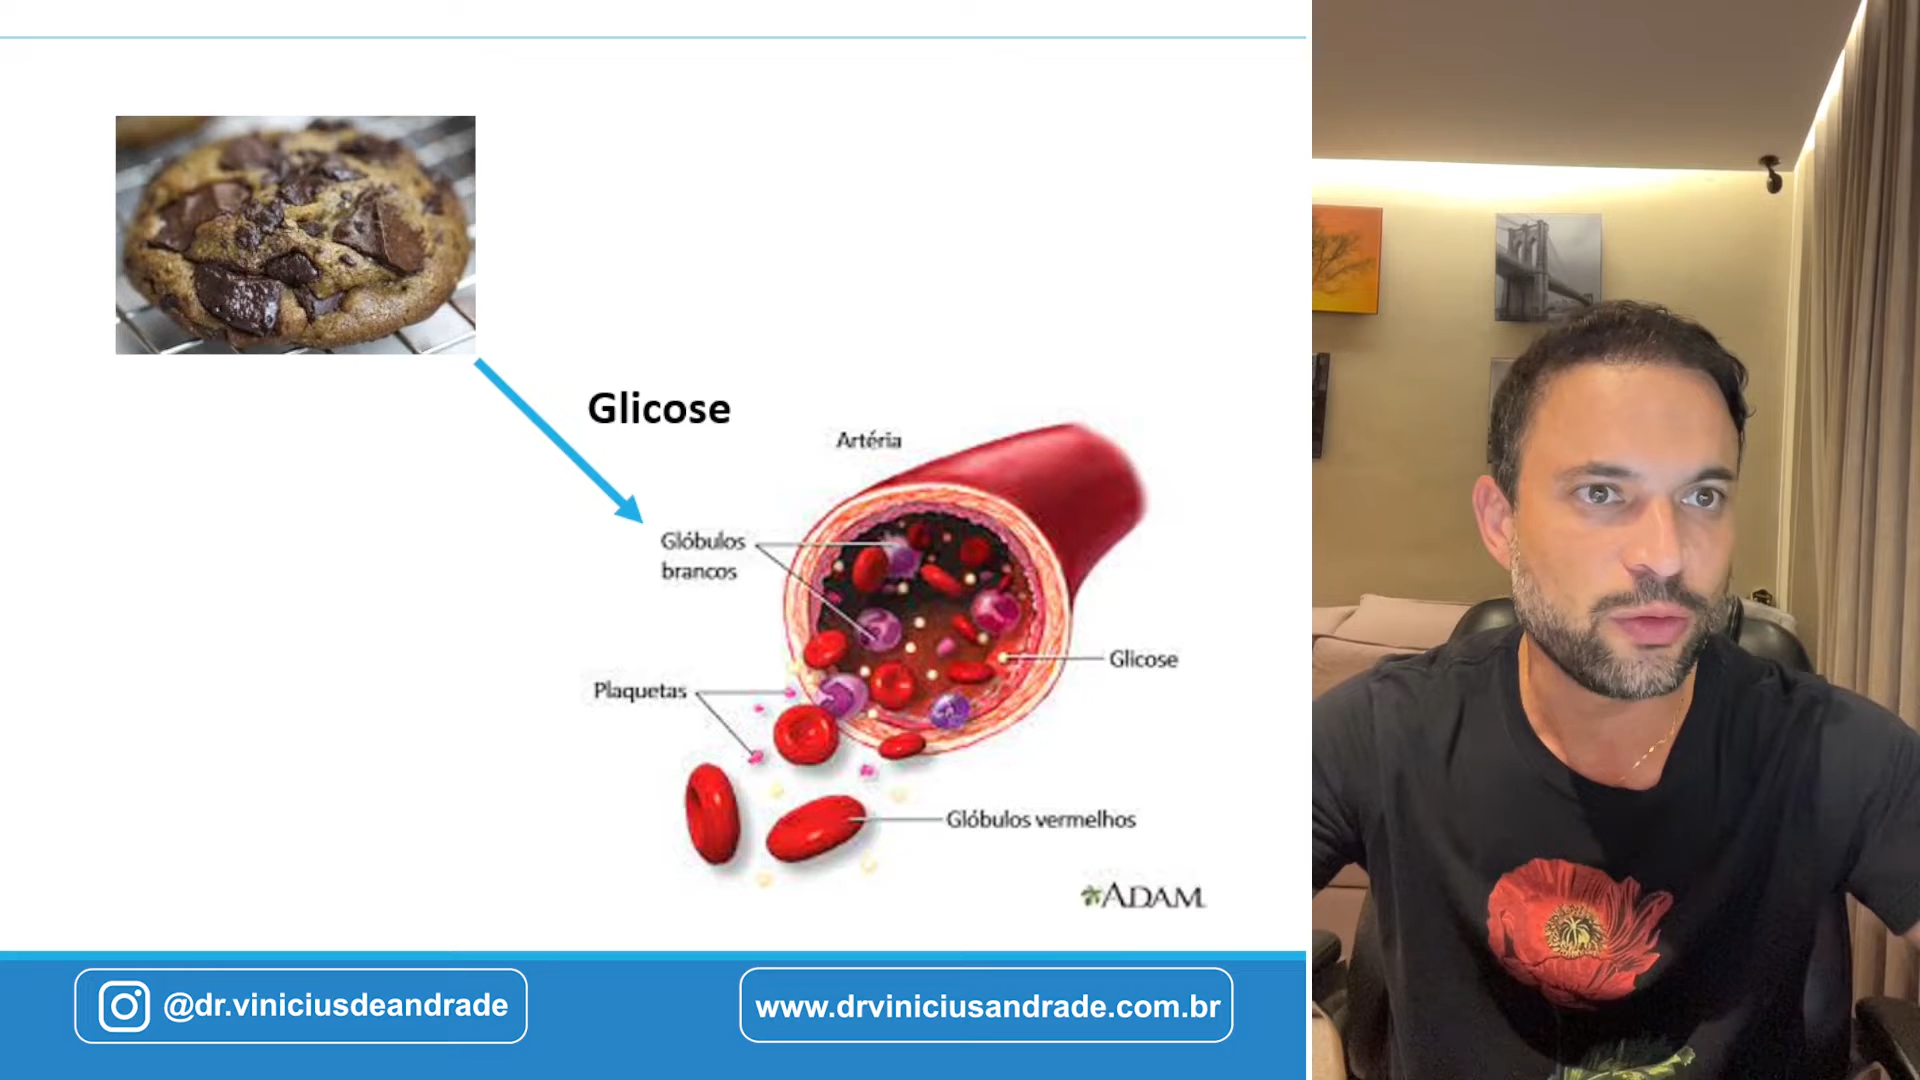 Glicose
Artéria
Glóbulos
brancos
Glicose
Plaquetas
Glóbulos vermelhos
ADAM
@dr.viniciusdeandrade
www.drviniciusandrade.com.br